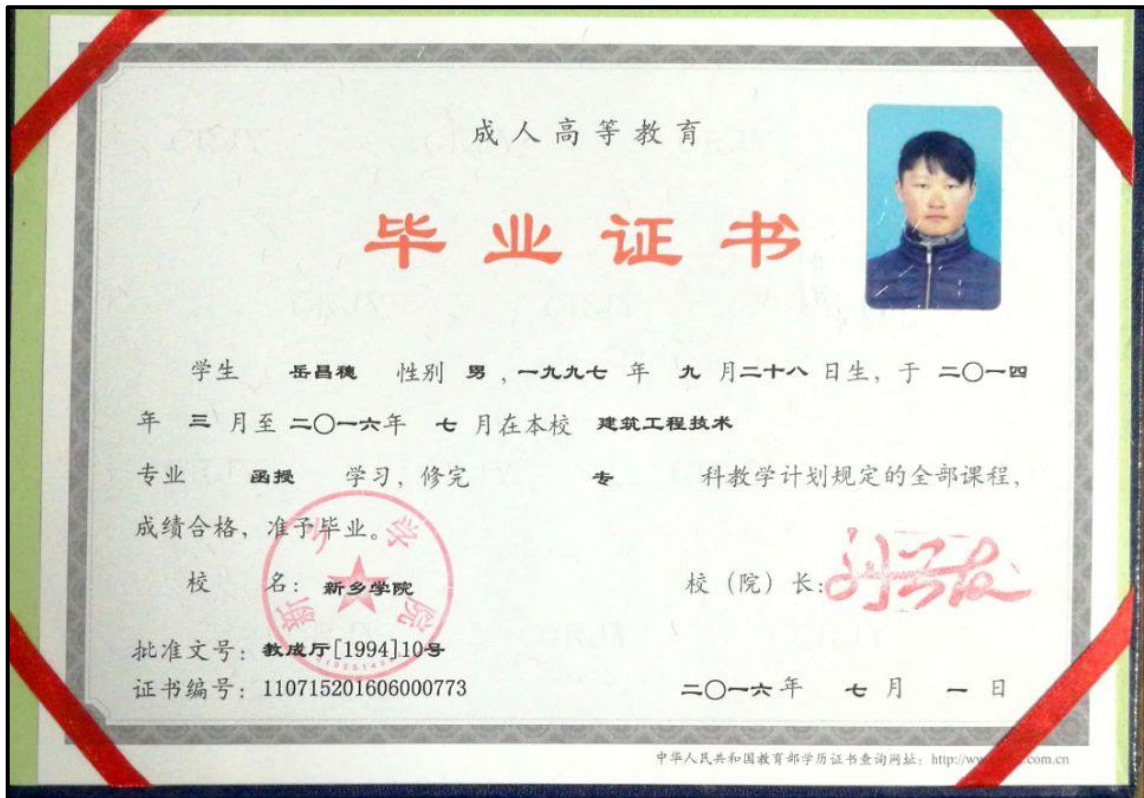 成人高等教育
毕业证书
学生 岳昌穗 性别 男，一九九七 年 九 月二十八 日生，于 二〇一四
年 三 月至 二〇一六年 七 月在本校 建筑工程技术
专业 函授 学习，修完 专 科教学计划规定的全部课程，
成绩合格，准予毕业。
校 名：新乡学院 校（院）长：
新乡学院
批准文号：教成厅[1994]10号
证书编号：110715201606000773 二〇一六年 七月 一 日
中华人民共和国教育部学历证书查询网址：http://ww .com.cn